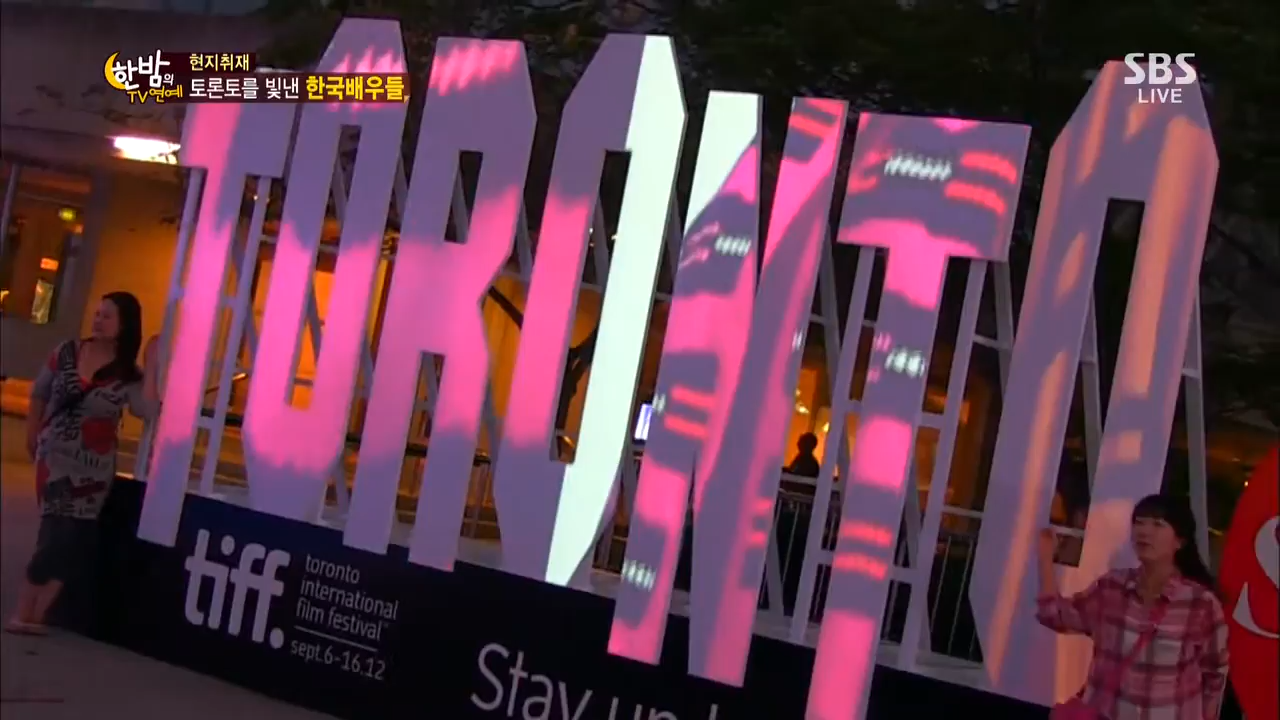 한밤의
TV연예
현지취재
토론토를 빛낸 한국배우들
SBS
LIVE
TORONTO
tiff.
toronto
international
film festival™
sept.6-16.12
Stay